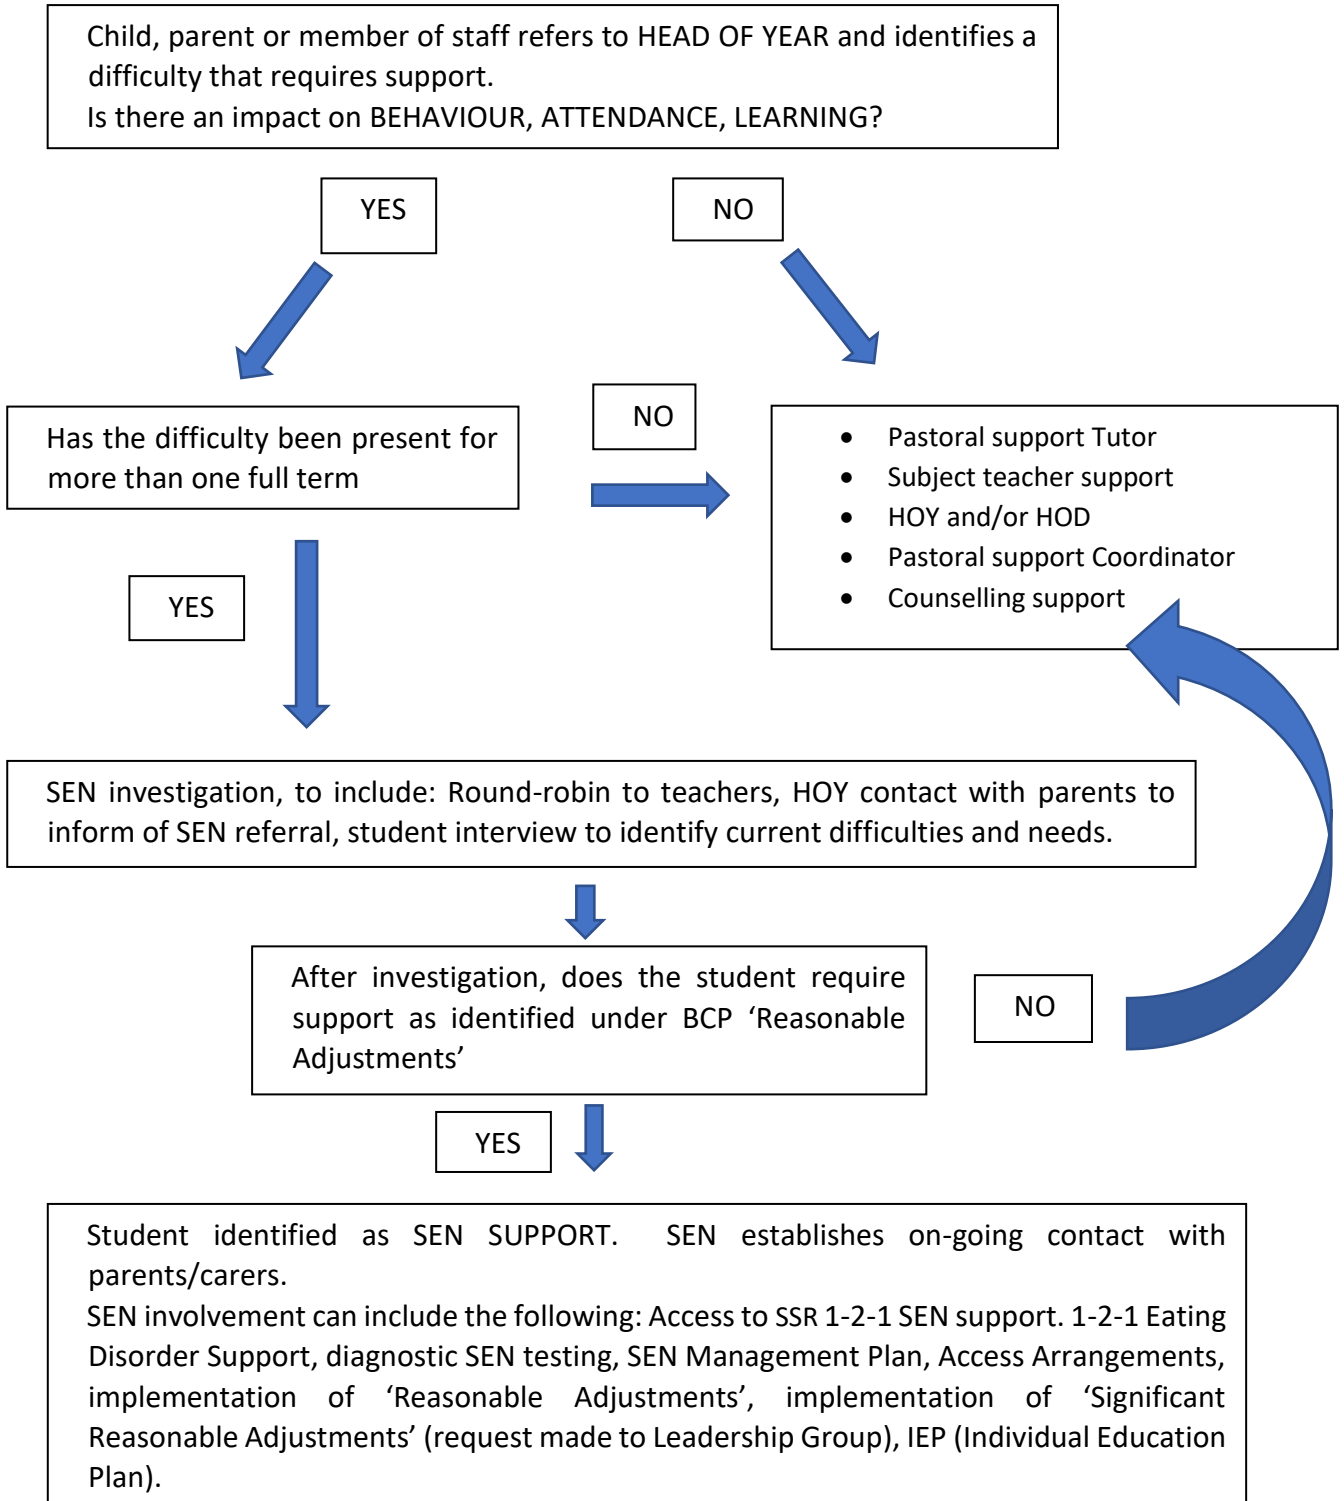 Child, parent or member of staff refers to HEAD OF YEAR and identifies a
difficulty that requires support.
Is there an impact on BEHAVIOUR, ATTENDANCE, LEARNING?
YES
NO
Has the difficulty been present for
more than one full term
NO
• Pastoral support Tutor
• Subject teacher support
• HOY and/or HOD
• Pastoral support Coordinator
• Counselling support
YES
SEN investigation, to include: Round-robin to teachers, HOY contact with parents to
inform of SEN referral, student interview to identify current difficulties and needs.
After investigation, does the student require
support as identified under BCP ‘Reasonable
Adjustments’
NO
YES
Student identified as SEN SUPPORT. SEN establishes on-going contact with
parents/carers.
SEN involvement can include the following: Access to SSR 1-2-1 SEN support. 1-2-1 Eating
Disorder Support, diagnostic SEN testing, SEN Management Plan, Access Arrangements,
implementation of ‘Reasonable Adjustments’, implementation of ‘Significant
Reasonable Adjustments’ (request made to Leadership Group), IEP (Individual Education
Plan).